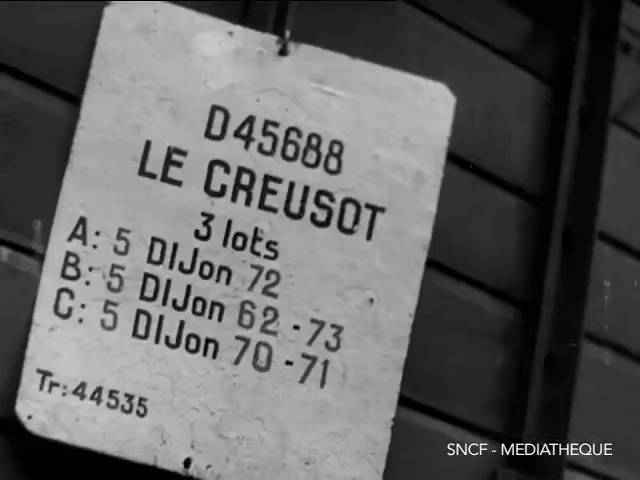 D45688
LE CREUSOT
3 lots
A: 5 DIJon 72
B: 5 DIJon 62 - 73
C: 5 DIJon 70 - 71
Tr: 44535
SNCF - MEDIATHEQUE